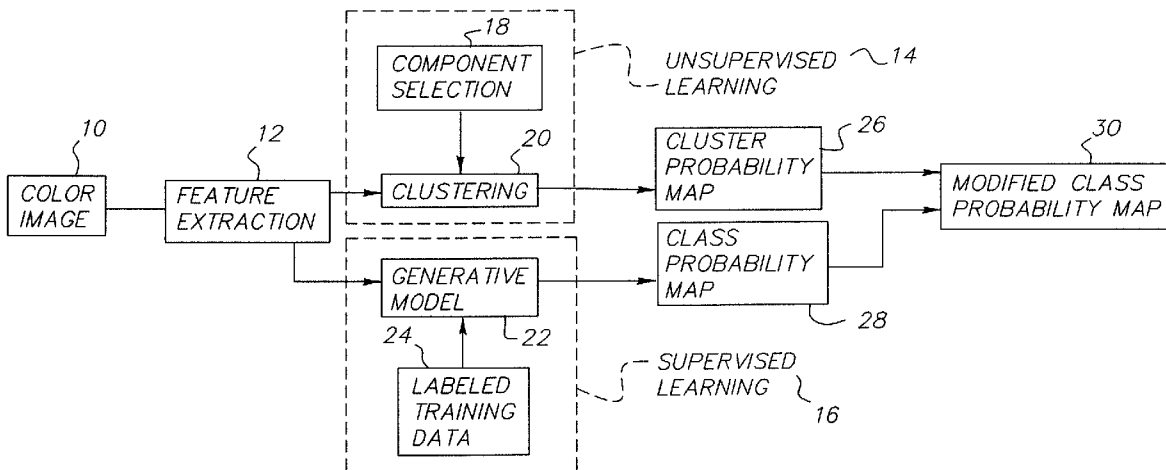 18
COMPONENT
SELECTION
UNSUPERVISED
LEARNING
14
10
COLOR
IMAGE
12
FEATURE
EXTRACTION
20
CLUSTERING
CLUSTER
PROBABILITY
MAP
26
30
MODIFIED CLASS
PROBABILITY MAP
GENERATIVE
MODEL
22
CLASS
PROBABILITY
MAP
28
24
LABELED
TRAINING
DATA
SUPERVISED
LEARNING
16